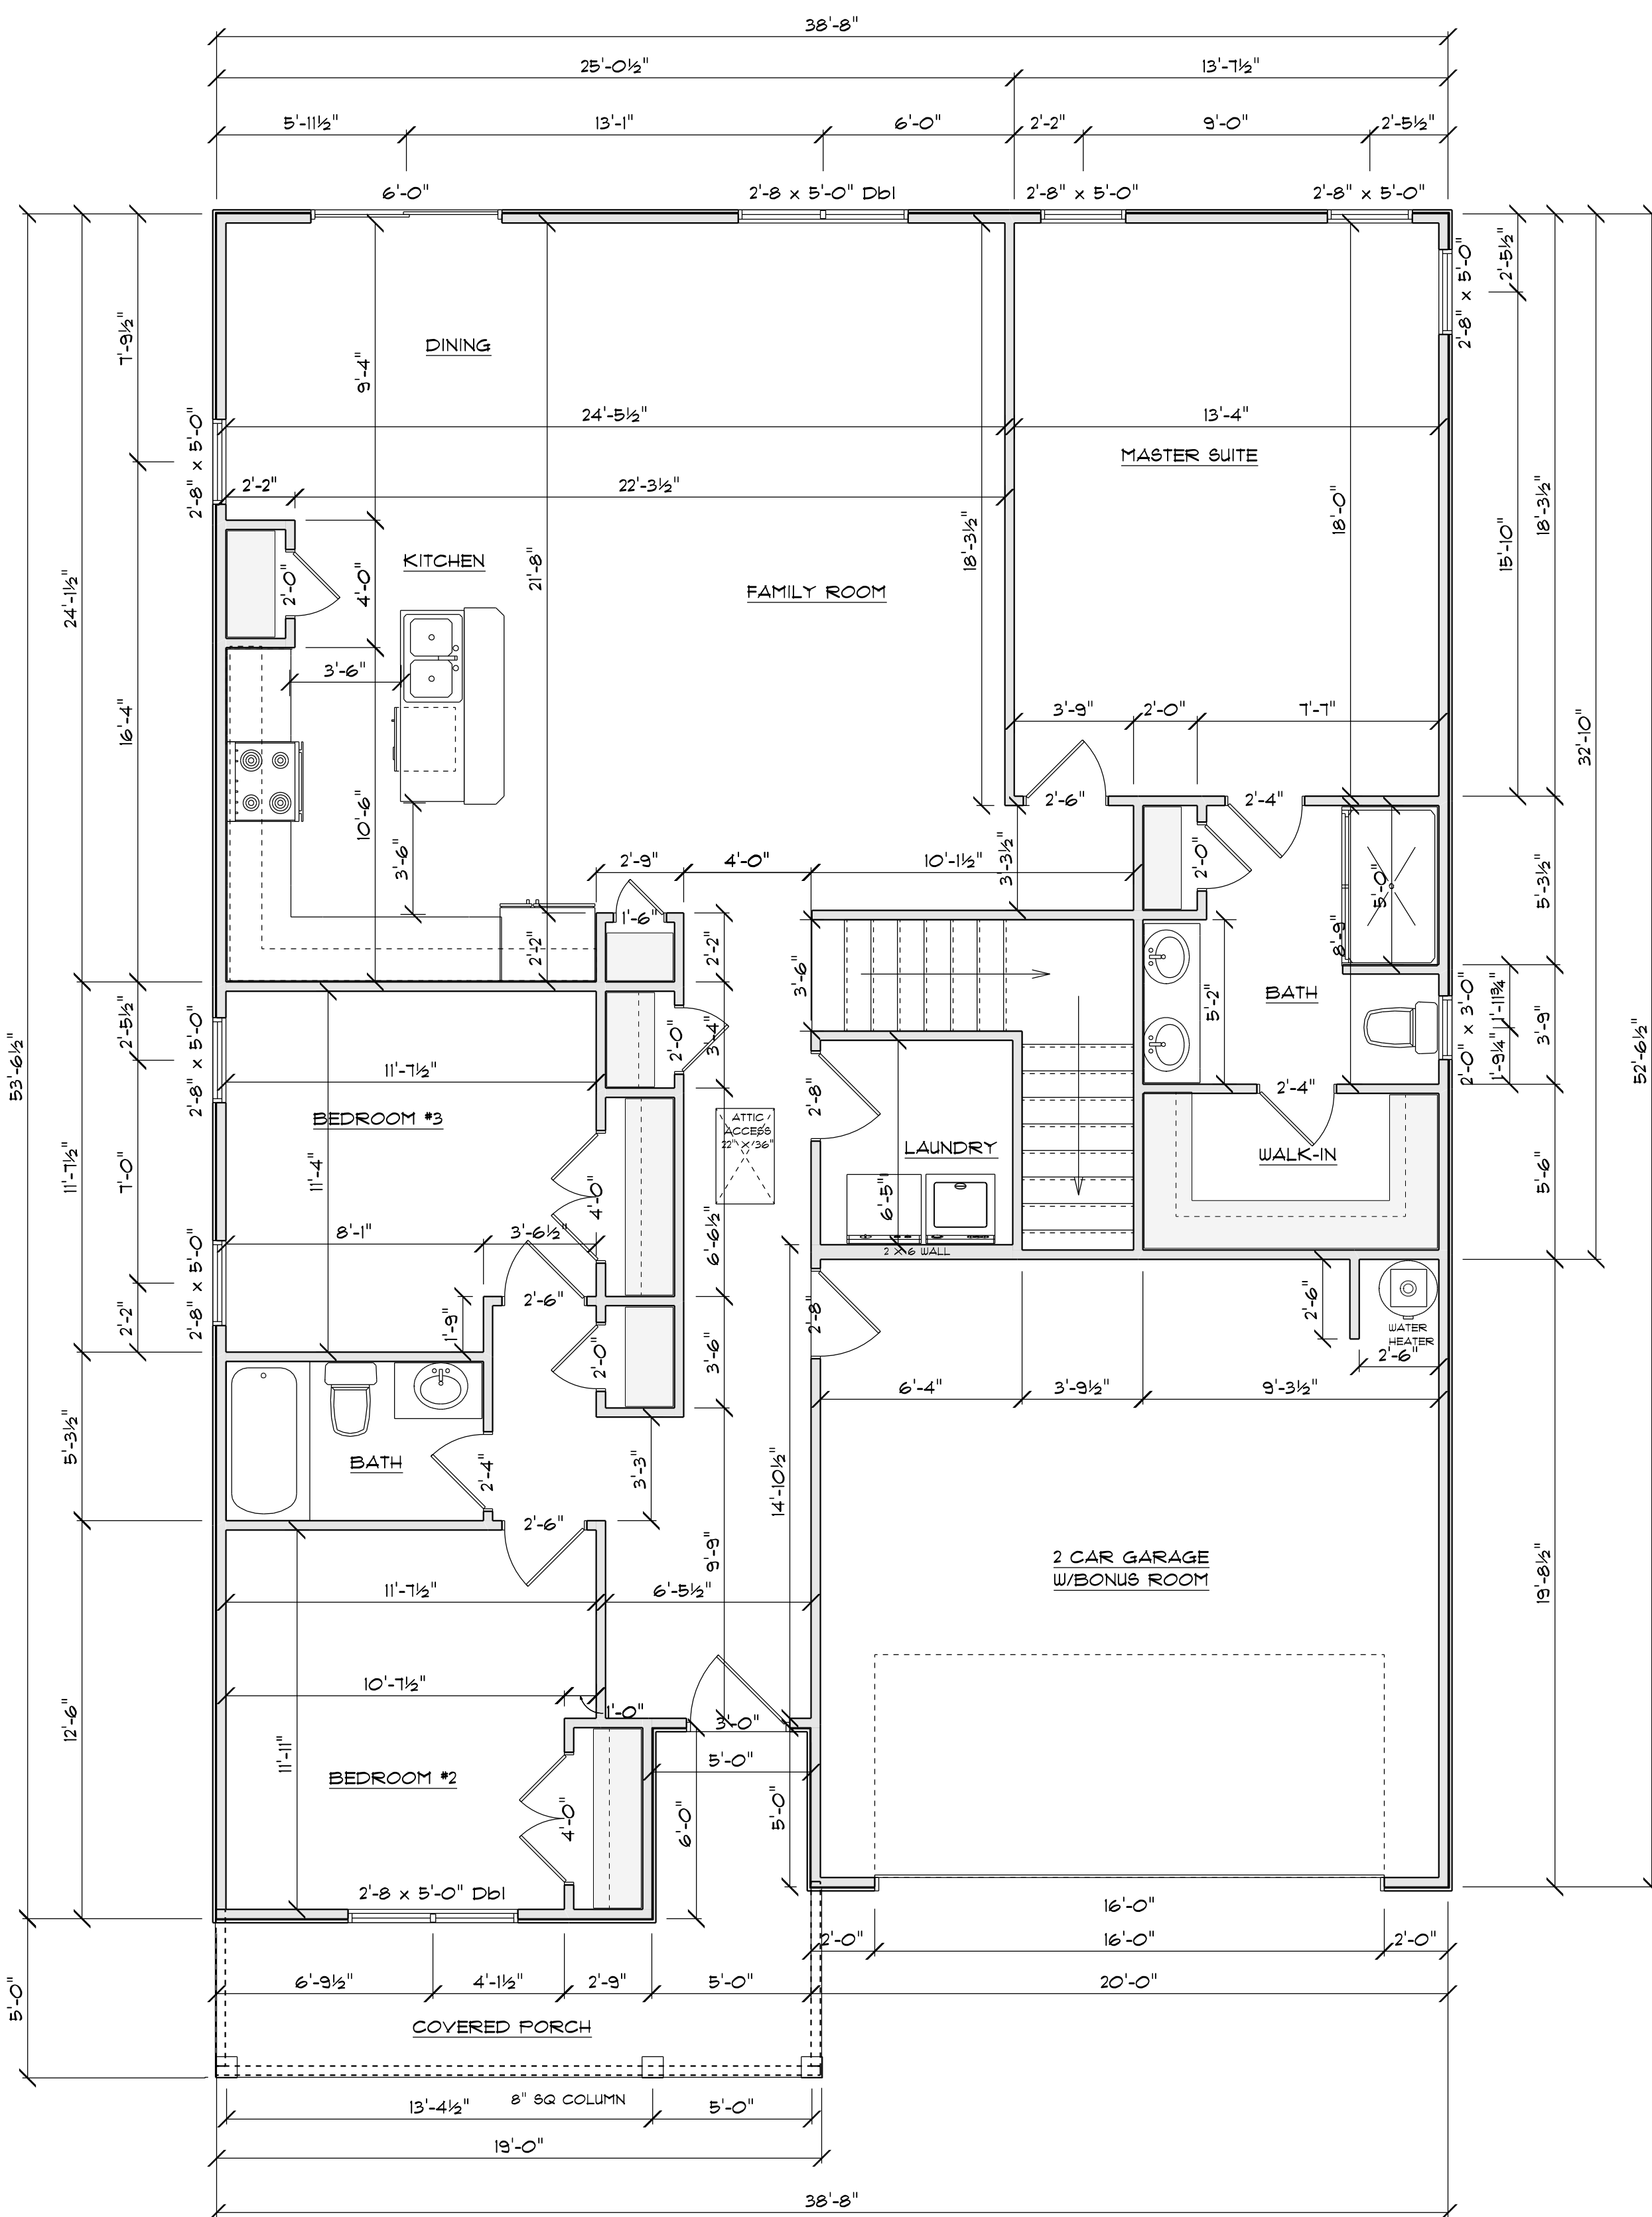 38'-8"
25'-0½" 13'-7½"
5'-11½" 13'-1" 6'-0" 2'-2" 9'-0" 2'-5½"
6'-0" 2'-8 x 5'-0" Dbl 2'-8" x 5'-0" 2'-8" x 5'-0"
2'-5½"
2'-8" x 5'-0"
7'-9½"
DINING
9'-4"
24'-5½" 13'-4"
2'-8" x 5'-0"
MASTER SUITE
2'-2" 22'-3½"
18'-0"
18'-3½"
15'-10"
18'-3½"
KITCHEN
21'-8"
2'-0"
4'-0"
FAMILY ROOM
24'-1½"
3'-6"
16'-4"
3'-9" 2'-0" 7'-7"
32'-10"
2'-6" 2'-4"
10'-6"
3'-6"
2'-9" 4'-0" 10'-1½"
3'-3½"
2'-0"
5'-0"
5'-3½"
1'-6"
2'-2"
2'-2"
8'-9"
3'-6"
5'-2"
BATH
2'-5½"
2'-8" x 5'-0"
2'-0"
3'-4"
2'-0" x 3'-0"
1'-11¾"
1'-9¼"
3'-9"
53'-6½"
52'-6½"
11'-7½"
2'-8"
2'-4"
BEDROOM #3
ATTIC
ACCESS
22" X 36"
LAUNDRY
WALK-IN
11'-7½"
7'-0"
11'-4"
4'-0"
6'-5"
5'-6"
8'-1" 3'-6½"
6'-6½"
2 X 6 WALL
2'-8" x 5'-0"
2'-2"
2'-6"
1'-9"
2'-8"
2'-6"
WATER
HEATER
2'-6"
2'-0"
3'-6"
6'-4" 3'-9½" 9'-3½"
5'-3½"
BATH
2'-4"
3'-3"
14'-10½"
2'-6"
9'-9"
2 CAR GARAGE
W/BONUS ROOM
19'-8½"
11'-7½" 6'-5½"
10'-7½"
1'-0"
3'-0"
12'-6"
11'-11"
5'-0"
BEDROOM #2
4'-0"
6'-0"
5'-0"
2'-8 x 5'-0" Dbl
16'-0"
2'-0" 16'-0" 2'-0"
6'-9½" 4'-1½" 2'-9" 5'-0" 20'-0"
5'-0"
COVERED PORCH
8" SQ COLUMN
13'-4½" 5'-0"
19'-0"
38'-8"